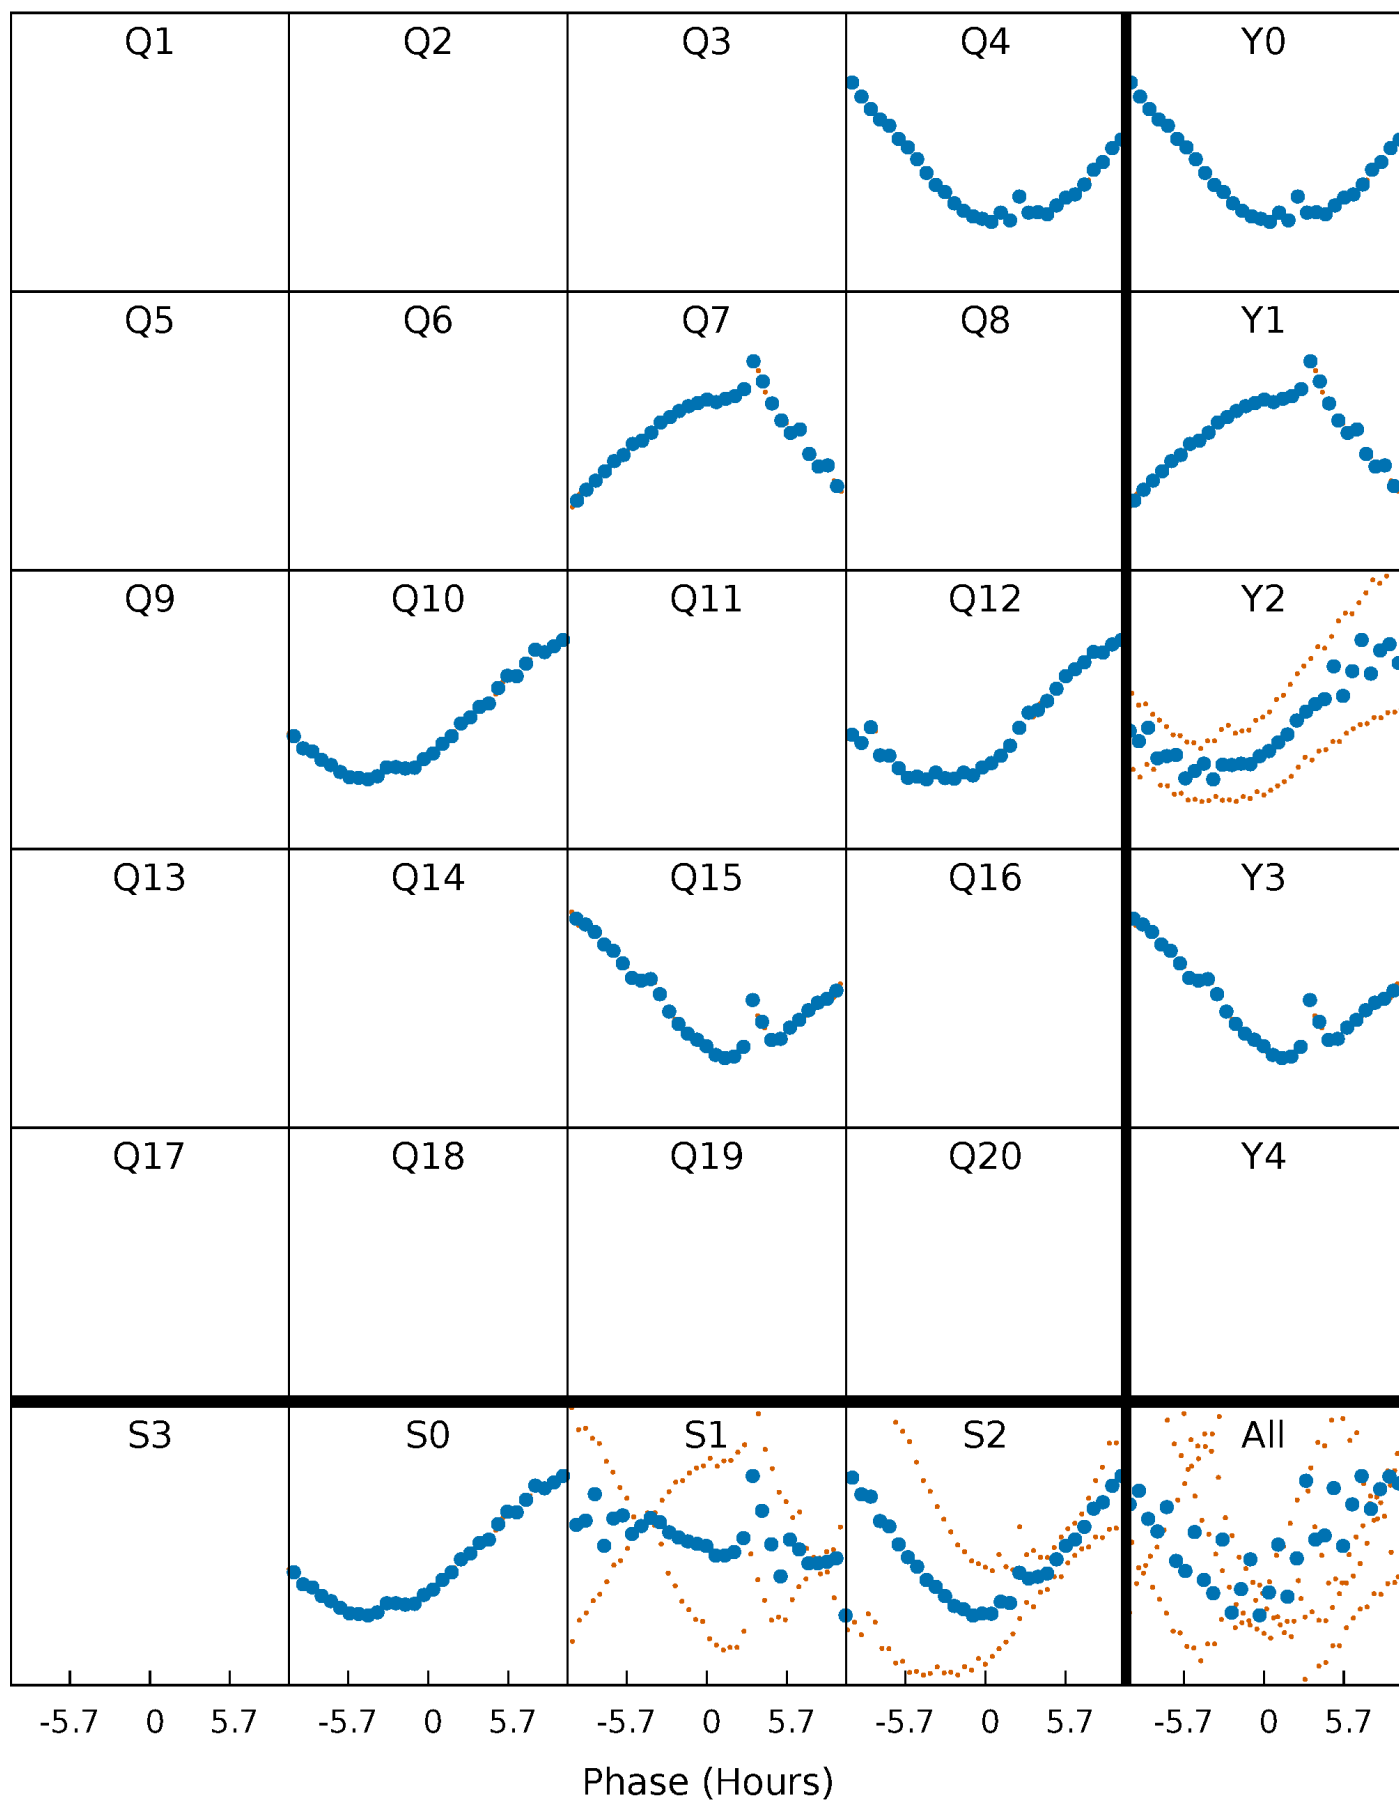 Q1 Q2 Q3 Q4 Y0
Q5 Q6 Q7 Q8 Y1
Q9 Q10 Q11 Q12 Y2
Q13 Q14 Q15 Q16 Y3
Q17 Q18 Q19 Q20 Y4
S3 S0 S1 S2 All
-5.7 0 5.7 -5.7 0 5.7 -5.7 0 5.7 -5.7 0 5.7 -5.7 0 5.7
Phase (Hours)